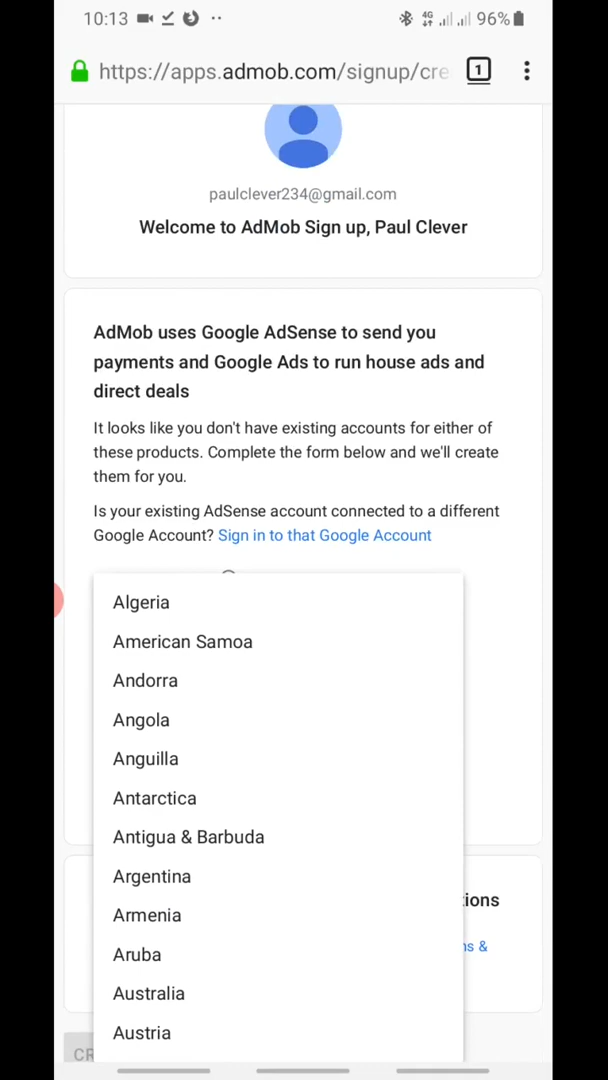 10:13
4G
96%
https://apps.admob.com/signup/cre
1
paulclever234@gmail.com
Welcome to AdMob Sign up, Paul Clever
AdMob uses Google AdSense to send you
payments and Google Ads to run house ads and
direct deals
It looks like you don't have existing accounts for either of
these products. Complete the form below and we'll create
them for you.
Is your existing AdSense account connected to a different
Google Account? Sign in to that Google Account
Algeria
American Samoa
Andorra
Angola
Anguilla
Antarctica
Antigua & Barbuda
Argentina
tions
Armenia
ns &
Aruba
Australia
Austria
CR